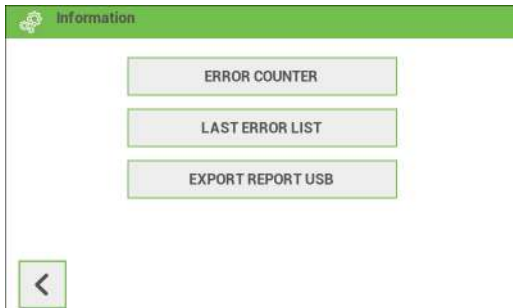 Information
ERROR COUNTER
LAST ERROR LIST
EXPORT REPORT USB